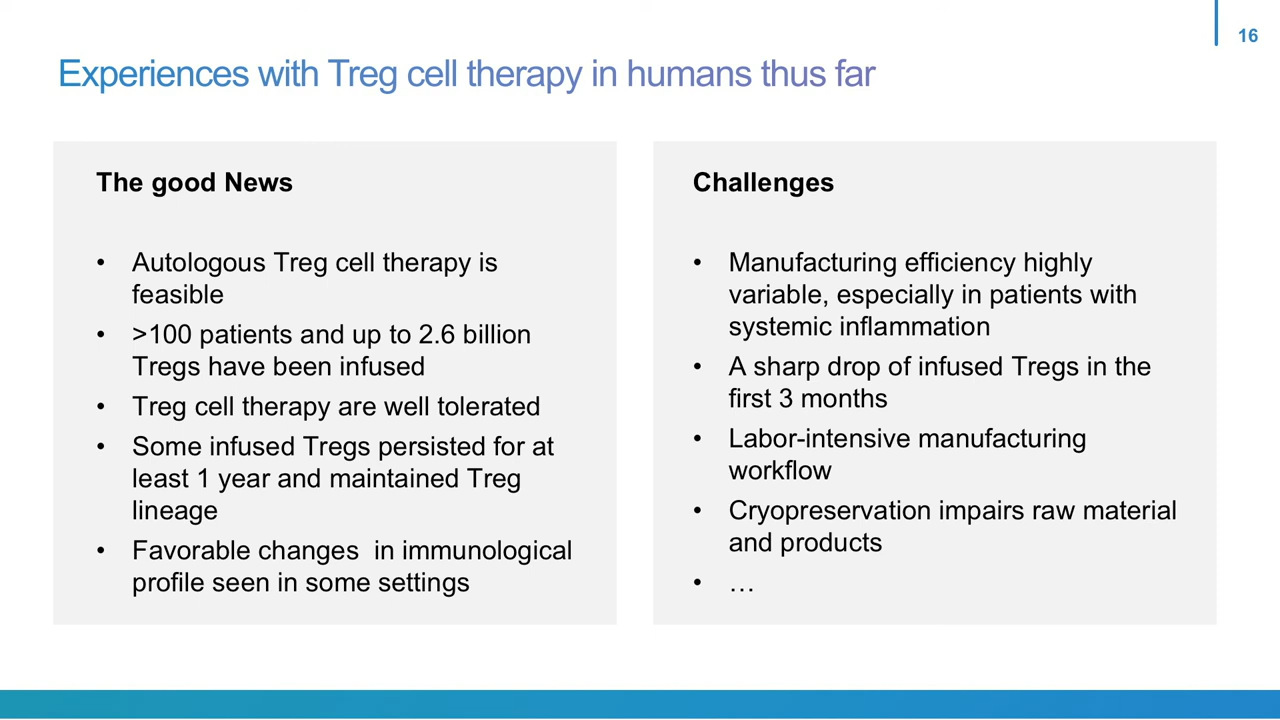 16
Experiences with Treg cell therapy in humans thus far
The good News
• Autologous Treg cell therapy is
feasible
• >100 patients and up to 2.6 billion
Tregs have been infused
• Treg cell therapy are well tolerated
• Some infused Tregs persisted for at
least 1 year and maintained Treg
lineage
• Favorable changes  in immunological
profile seen in some settings
Challenges
• Manufacturing efficiency highly
variable, especially in patients with
systemic inflammation
• A sharp drop of infused Tregs in the
first 3 months
• Labor-intensive manufacturing
workflow
• Cryopreservation impairs raw material
and products
• …